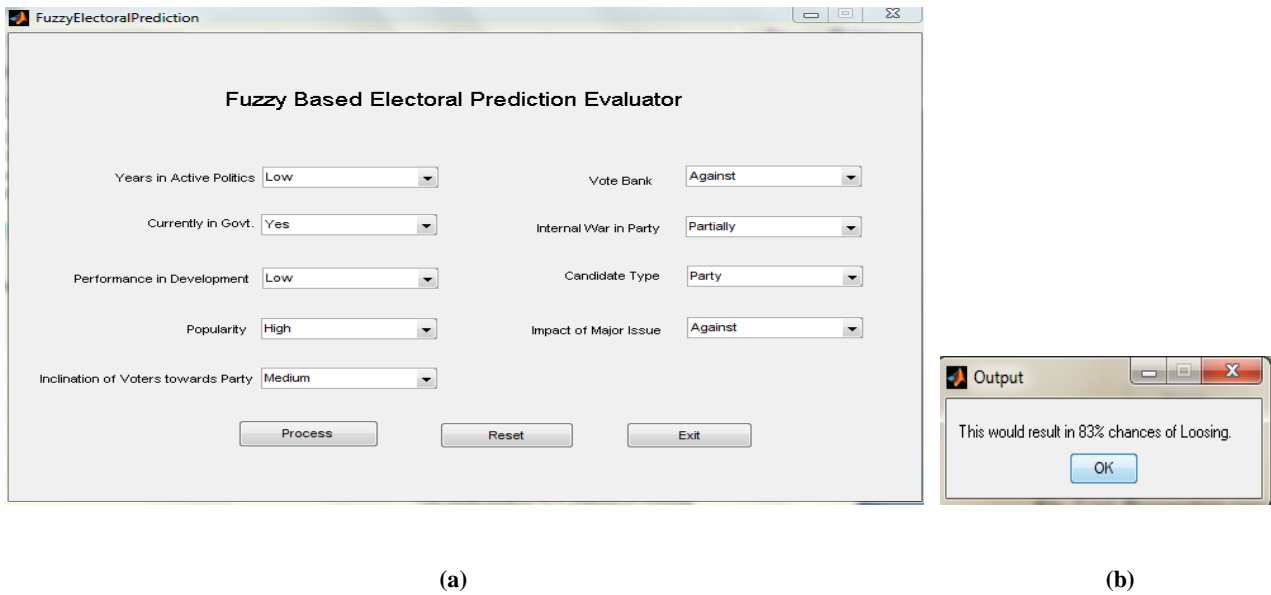 FuzzyElectoralPrediction
Fuzzy Based Electoral Prediction Evaluator
Years in Active Politics Low
Currently in Govt. Yes
Performance in Development Low
Popularity High
Inclination of Voters towards Party Medium
Vote Bank Against
Internal War in Party Partially
Candidate Type Party
Impact of Major Issue Against
Process Reset Exit
Output
This would result in 83% chances of Loosing.
OK
(a) (b)